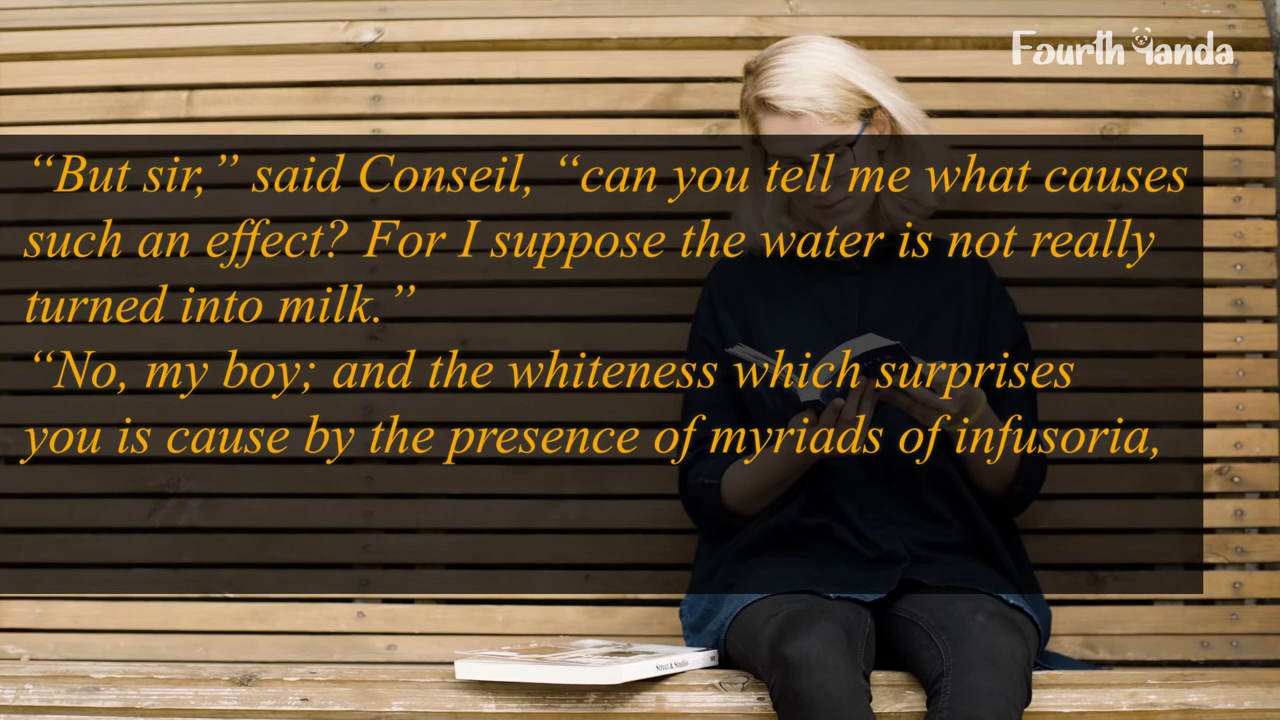 Fourth Panda
“But sir,” said Conseil, “can you tell me what causes
such an effect? For I suppose the water is not really
turned into milk.”
“No, my boy; and the whiteness which surprises
you is cause by the presence of myriads of infusoria,
Street & Studio